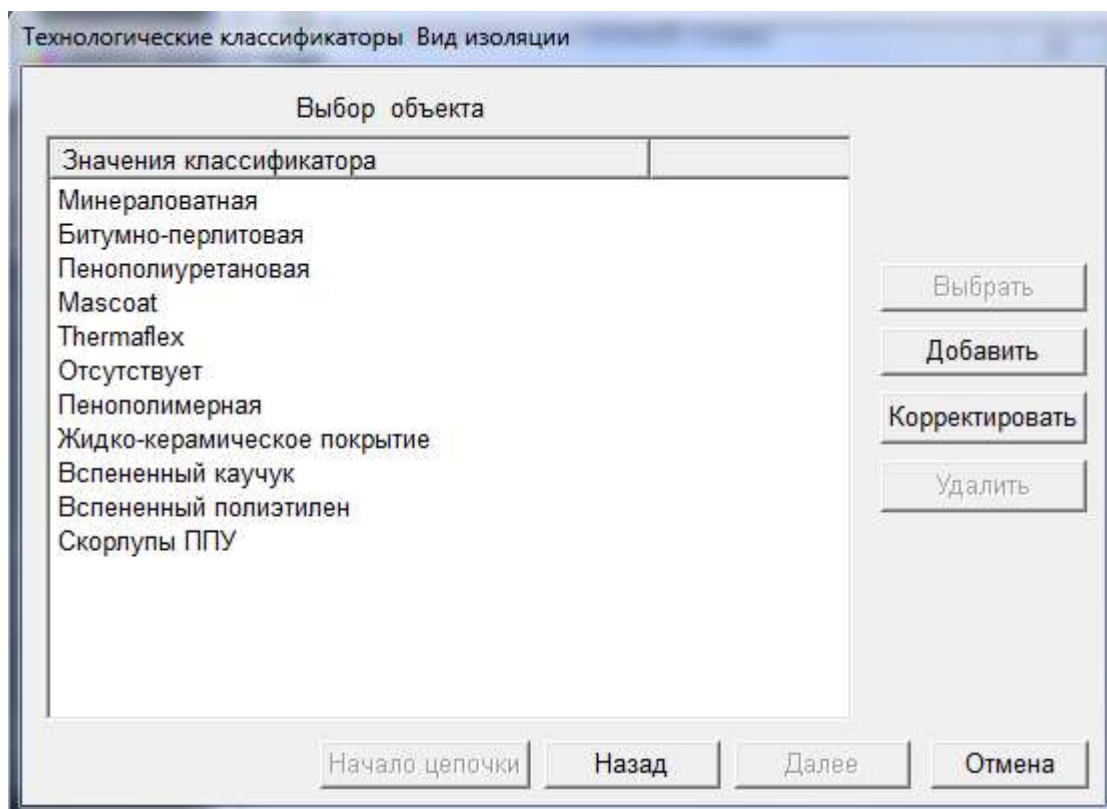 Технологические классификаторы Вид изоляции
Выбор объекта
Значения классификатора
Минераловатная
Битумно-перлитовая
Пенополиуретановая
Mascoat
Thermaflex
Отсутствует
Пенополимерная
Жидко-керамическое покрытие
Вспененный каучук
Вспененный полиэтилен
Скорлупы ППУ
Выбрать
Добавить
Корректировать
Удалить
Начало цепочки
Назад
Далее
Отмена